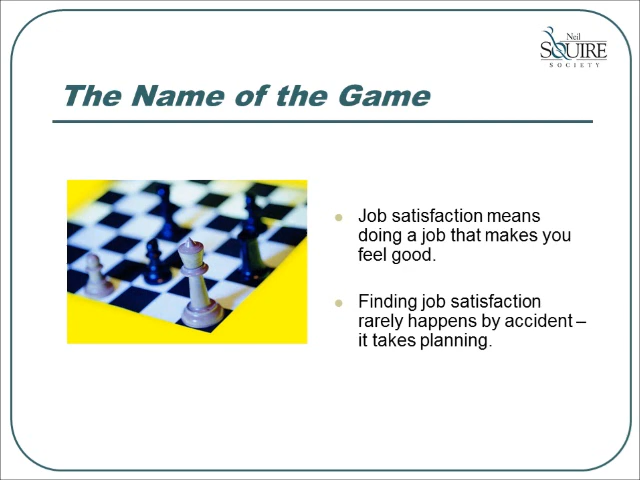 Neil
SQUIRE
SOCIETY
The Name of the Game
Job satisfaction means
doing a job that makes you
feel good.
Finding job satisfaction
rarely happens by accident –
it takes planning.